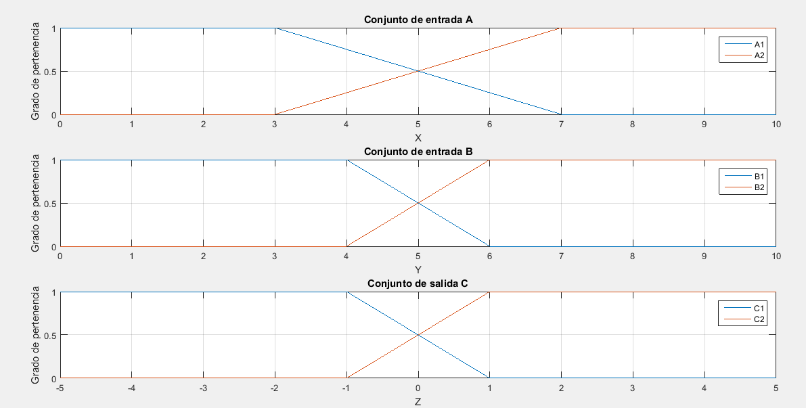 Conjunto de entrada A
Grado de pertenencia
1
0.5
0
A1
A2
0 1 2 3 4 5 6 7 8 9 10
X
Conjunto de entrada B
Grado de pertenencia
1
0.5
0
B1
B2
0 1 2 3 4 5 6 7 8 9 10
Y
Conjunto de salida C
Grado de pertenencia
1
0.5
0
C1
C2
-5 -4 -3 -2 -1 0 1 2 3 4 5
Z